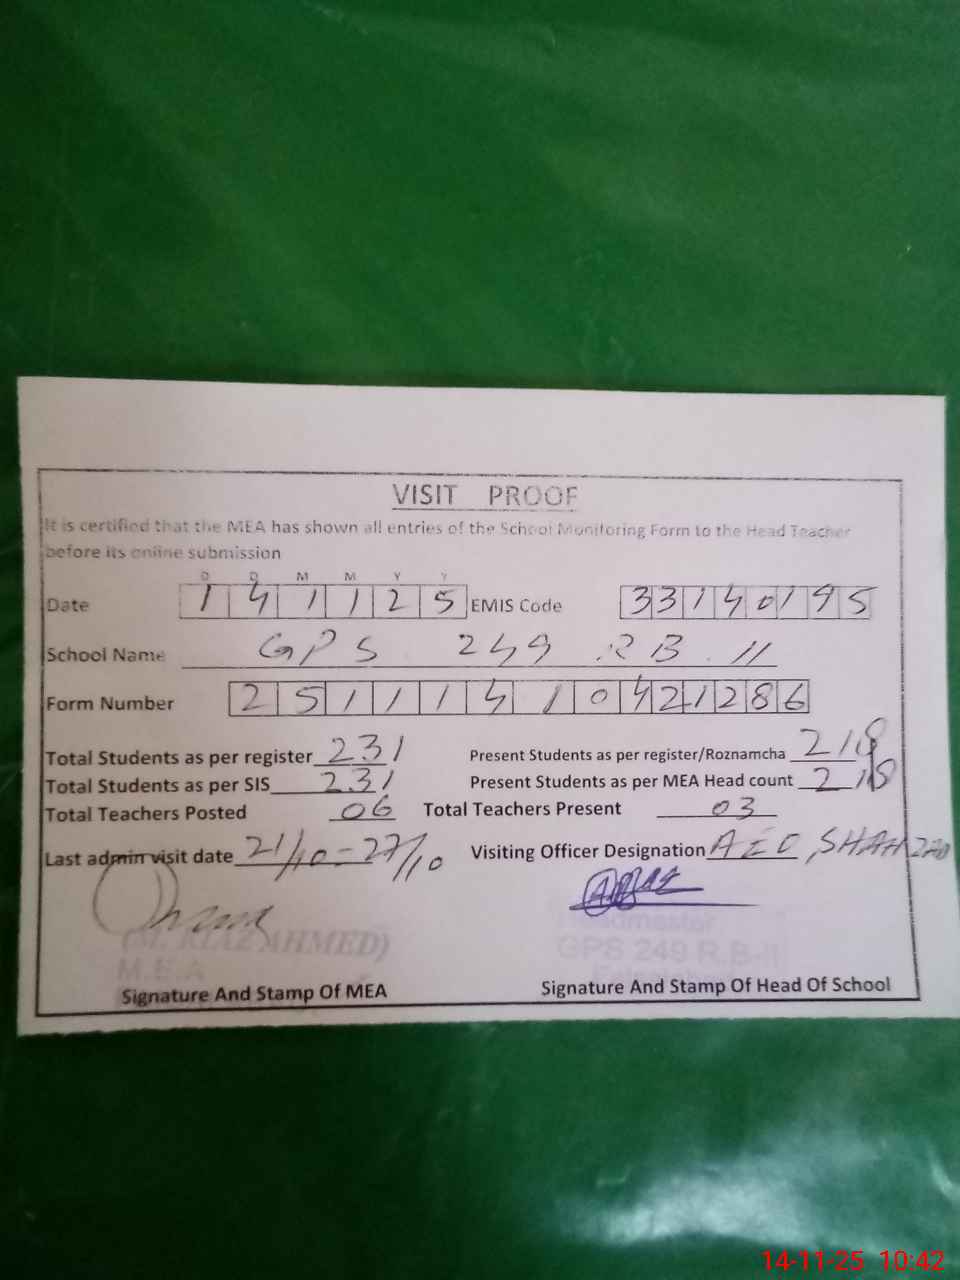 VISIT PROOF
It is certified that the MEA has shown all entries of the School Monitoring Form to the Head Teacher
before its online submission
D D M M Y Y
Date 1 4 1 1 2 5 EMIS Code 3 3 1 4 0 1 9 5
School Name GPS 249 RB II
Form Number 2 5 1 1 1 4 1 0 4 2 1 2 8 6
Total Students as per register 231 Present Students as per register/Roznamcha 218
Total Students as per SIS 231 Present Students as per MEA Head count 218
Total Teachers Posted 06 Total Teachers Present 03
Last admin visit date 21/10 - 27/10 Visiting Officer Designation AEO, SHAHZAD
(M. RIAZ AHMED) Headmaster
M.E.A GPS 249 R.B-II
Signature And Stamp Of MEA Signature And Stamp Of Head Of School
14-11-25 10:42